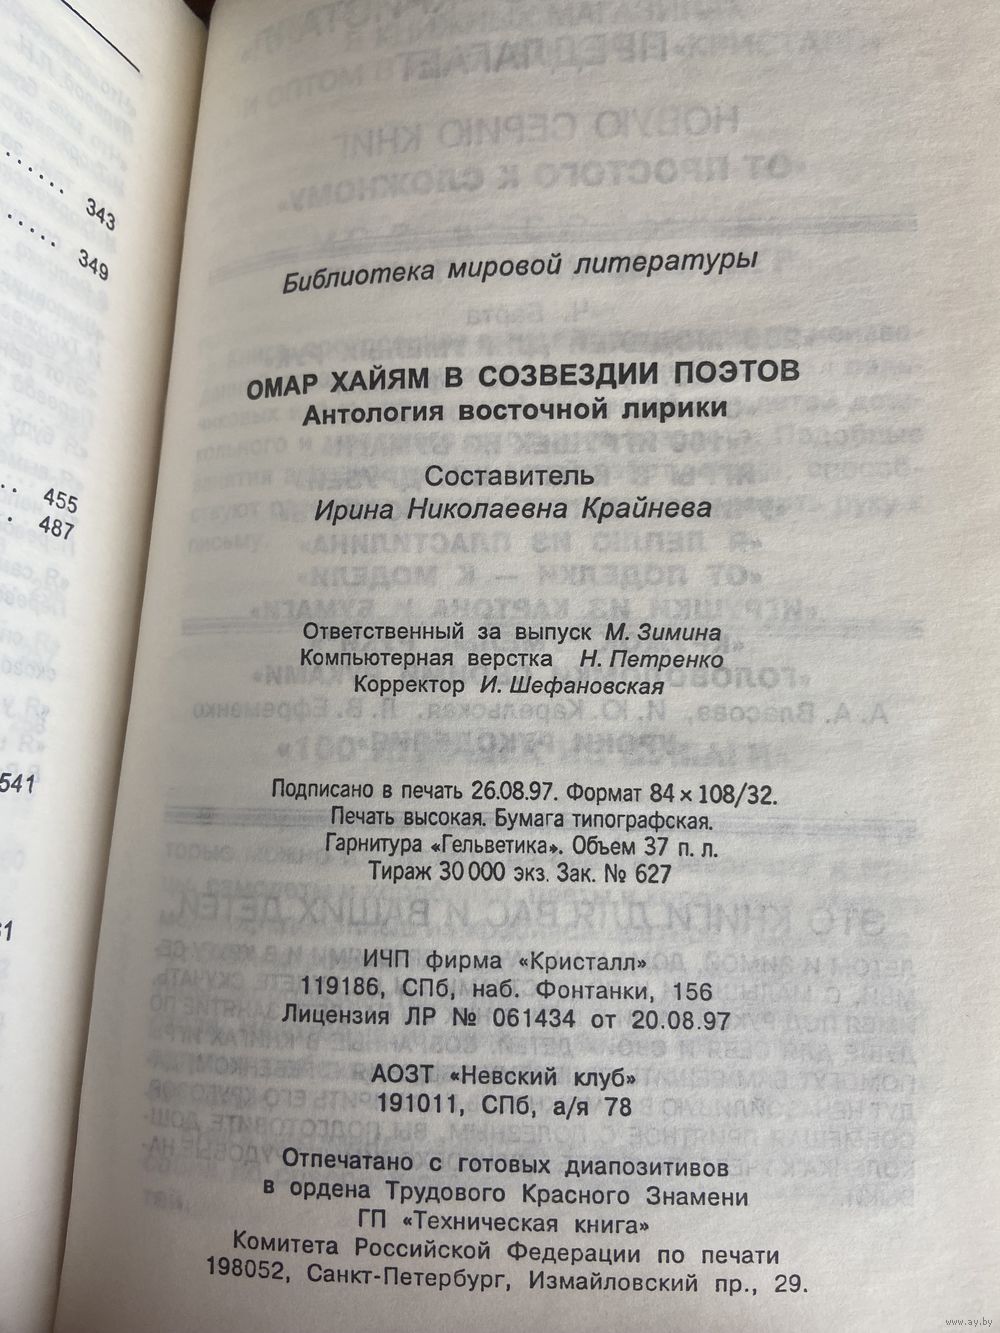 343
349
455
487
541
Библиотека мировой литературы
ОМАР ХАЙЯМ В СОЗВЕЗДИИ ПОЭТОВ
Антология восточной лирики
Составитель
Ирина Николаевна Крайнева
Ответственный за выпуск М. Зимина
Компьютерная верстка Н. Петренко
Корректор И. Шефановская
Подписано в печать 26.08.97. Формат 84 × 108/32.
Печать высокая. Бумага типографская.
Гарнитура «Гельветика». Объем 37 п. л.
Тираж 30 000 экз. Зак. № 627
ИЧП фирма «Кристалл»
119186, СПб, наб. Фонтанки, 156
Лицензия ЛР № 061434 от 20.08.97
АОЗТ «Невский клуб»
191011, СПб, а/я 78
Отпечатано с готовых диапозитивов
в ордена Трудового Красного Знамени
ГП «Техническая книга»
Комитета Российской Федерации по печати
198052, Санкт-Петербург, Измайловский пр., 29.
www.ay.by